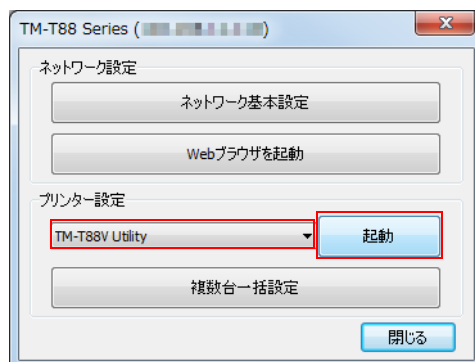 TM-T88 Series ( )
ネットワーク設定
ネットワーク基本設定
Webブラウザを起動
プリンター設定
TM-T88V Utility
起動
複数台一括設定
閉じる